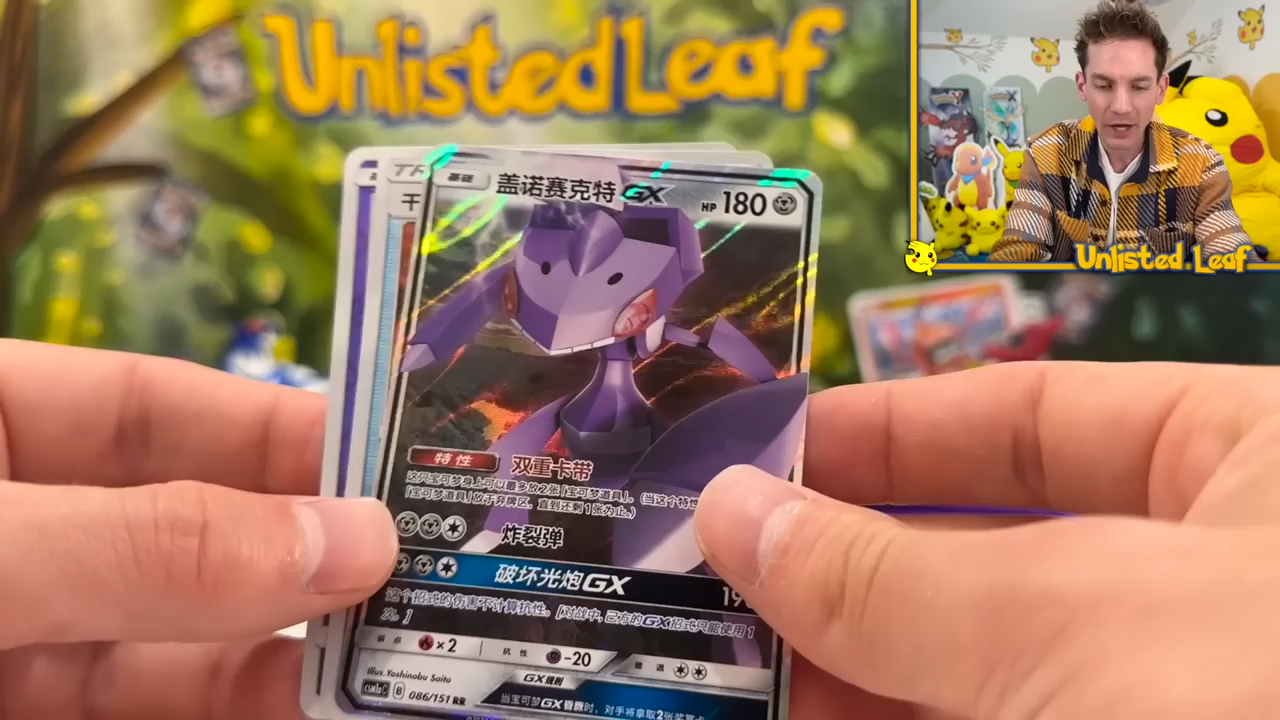 Unlisted Leaf
Unlisted Leaf
TR
基础
盖诺赛克特GX
HP 180
干
特性
双重卡带
这只宝可梦身上可以最多放2张「宝可梦道具」。(当这个特性
「宝可梦道具」放于弃牌区,直到还剩1张为止。)
炸裂弹
破坏光炮GX
这个招式的伤害不计算抗性。[对战中,己方的GX招式只能使用1
次。]
弱点 ×2 抗性 -20 撤退
Illus. Yoshinobu Saito
GX规则
CSM1aC B 086/151 RR
当宝可梦GX昏厥时,对手将拿取2张奖赏卡